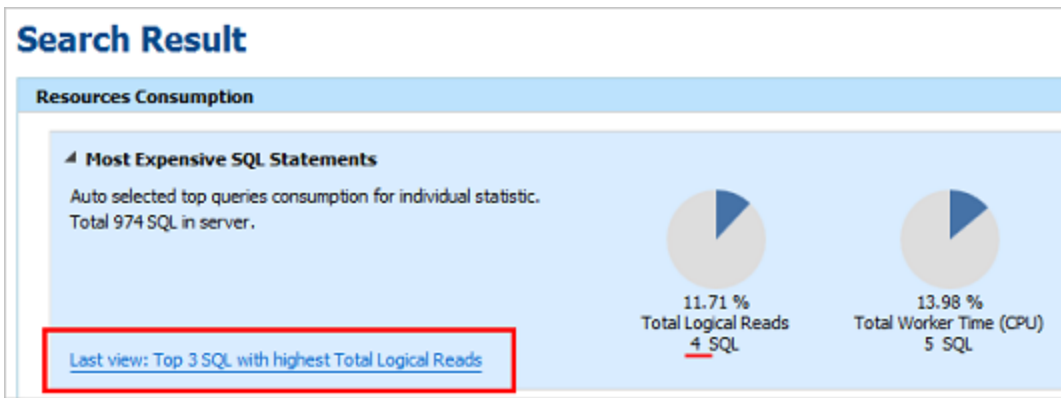 Search Result
Resources Consumption
Most Expensive SQL Statements
Auto selected top queries consumption for individual statistic.
Total 974 SQL in server.
11.71 %
Total Logical Reads
4 SQL
13.98 %
Total Worker Time (CPU)
5 SQL
Last view: Top 3 SQL with highest Total Logical Reads